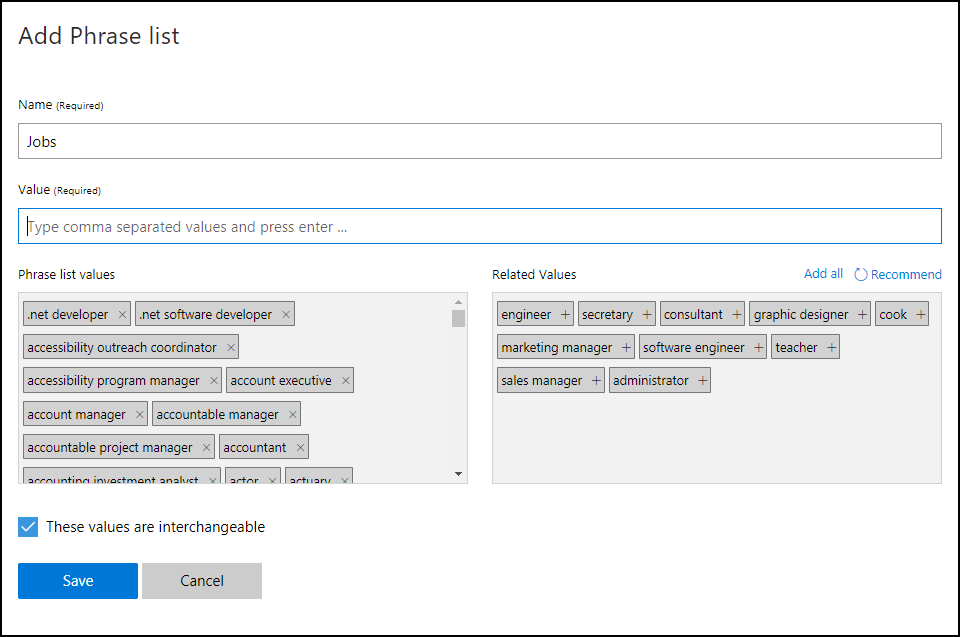 Add Phrase list
Name (Required)
Jobs
Value (Required)
Type comma separated values and press enter ...
Phrase list values
.net developer × .net software developer ×
accessibility outreach coordinator ×
accessibility program manager × account executive ×
account manager × accountable manager ×
accountable project manager × accountant ×
accounting investment analyst × actor × actuary ×
Related Values Add all Recommend
engineer + secretary + consultant + graphic designer + cook +
marketing manager + software engineer + teacher +
sales manager + administrator +
These values are interchangeable
Save Cancel